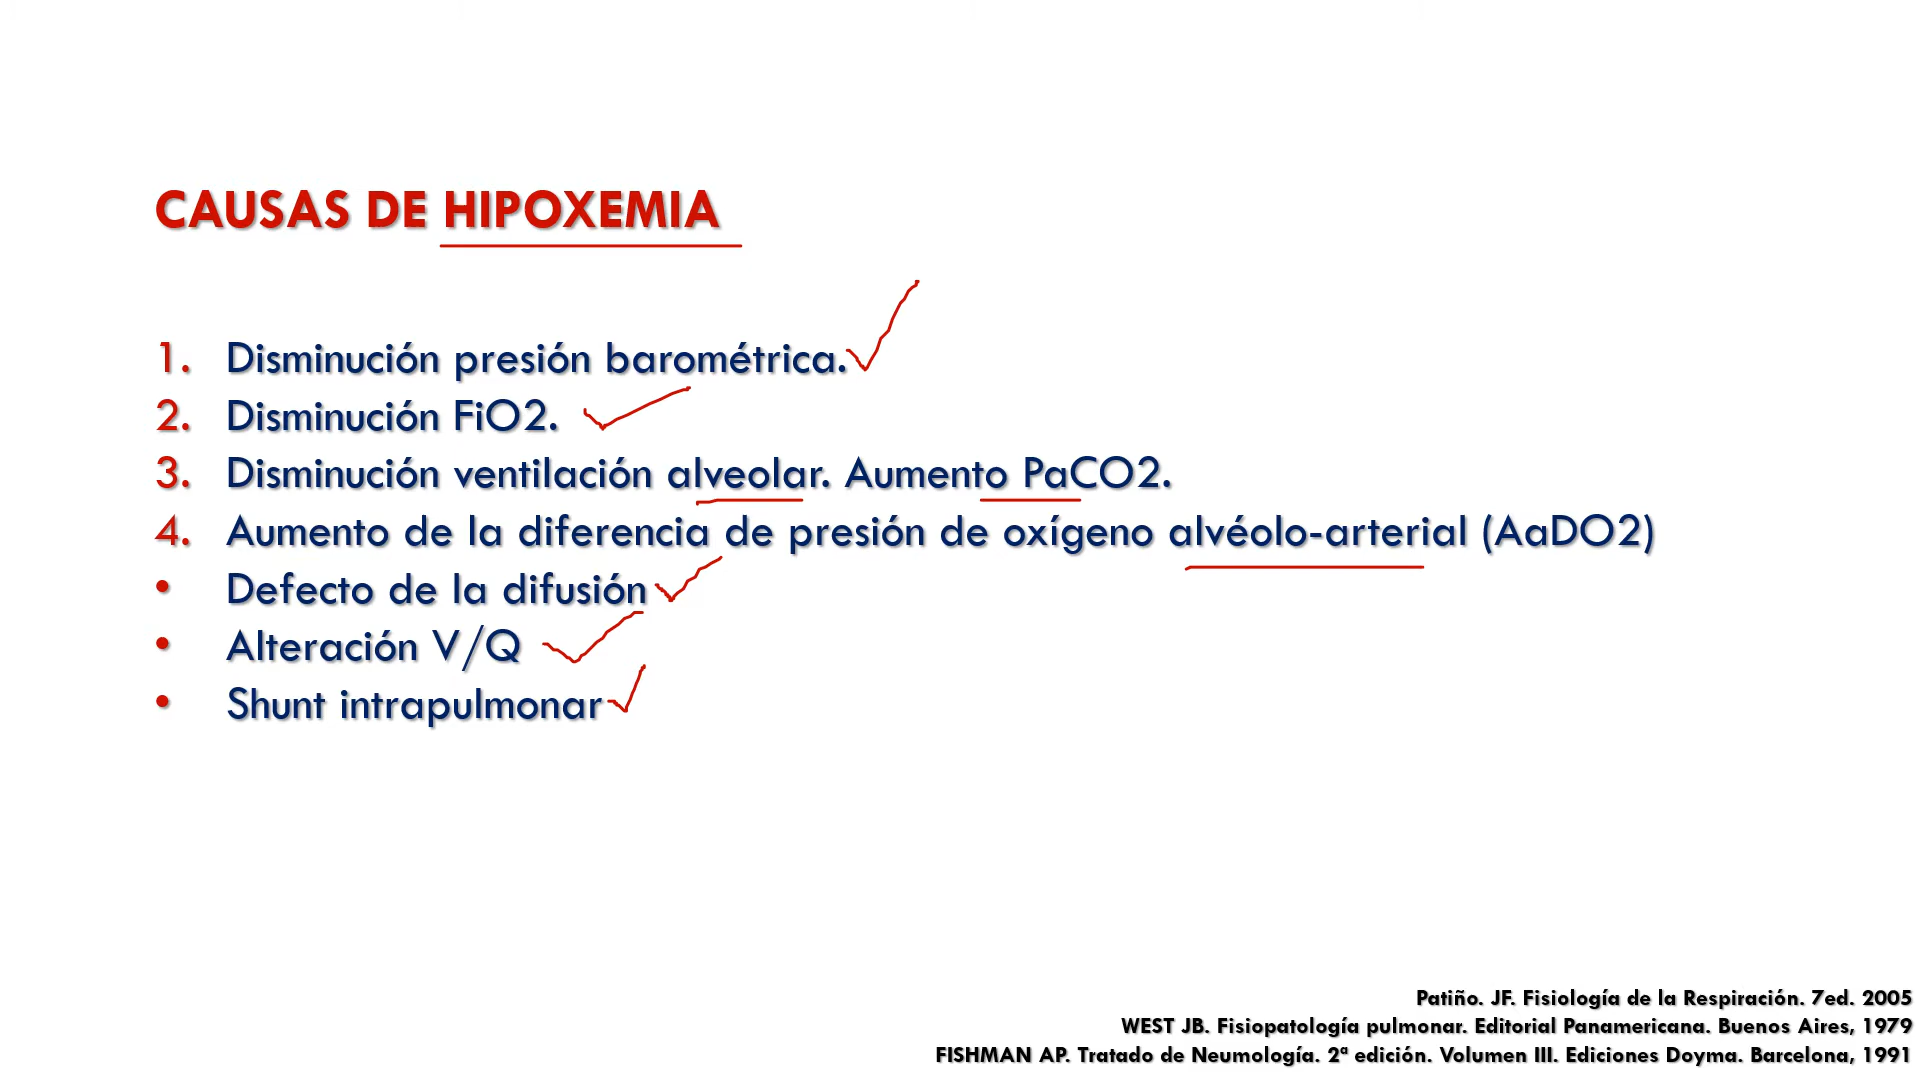 CAUSAS DE HIPOXEMIA
1. Disminución presión barométrica.
2. Disminución FiO2.
3. Disminución ventilación alveolar. Aumento PaCO2.
4. Aumento de la diferencia de presión de oxígeno alvéolo-arterial (AaDO2)
• Defecto de la difusión
• Alteración V/Q
• Shunt intrapulmonar
Patiño. JF. Fisiología de la Respiración. 7ed. 2005
WEST JB. Fisiopatología pulmonar. Editorial Panamericana. Buenos Aires, 1979
FISHMAN AP. Tratado de Neumología. 2ª edición. Volumen III. Ediciones Doyma. Barcelona, 1991